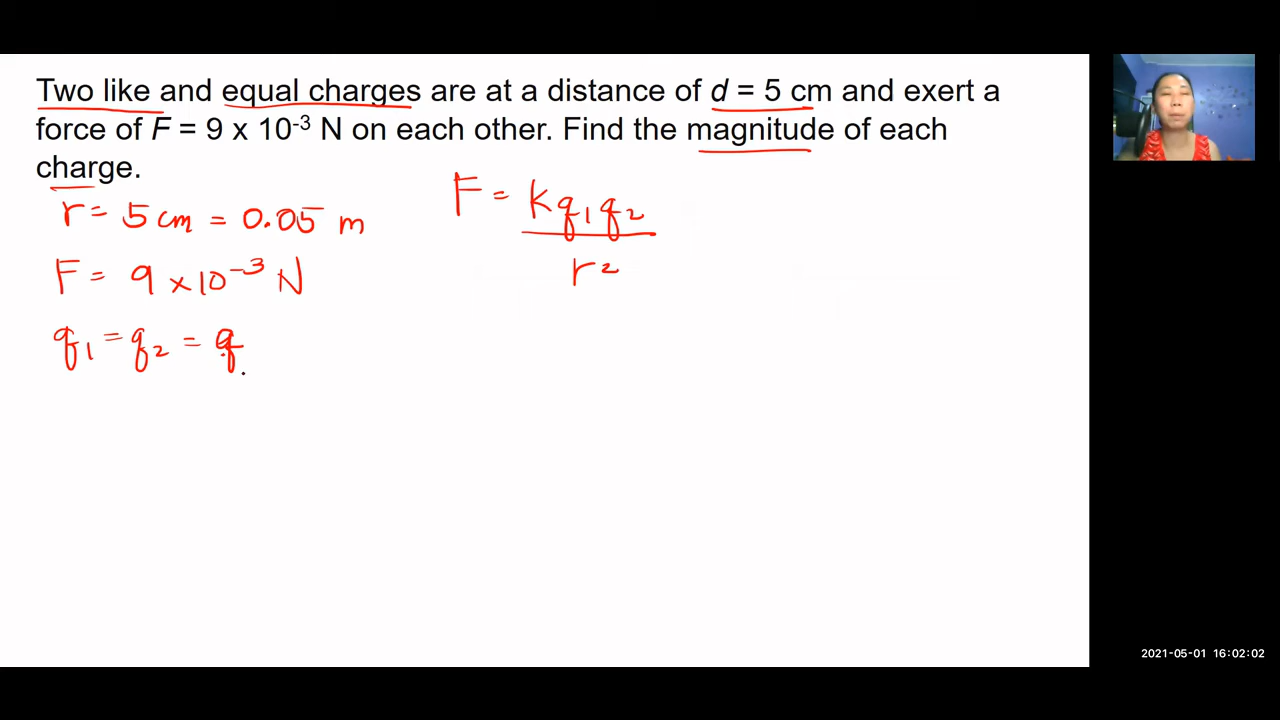 Two like and equal charges are at a distance of d = 5 cm and exert a
force of F = 9 x 10⁻³ N on each other. Find the magnitude of each
charge.
r = 5 cm = 0.05 m
F = 9 × 10⁻³ N
q₁ = q₂ = q
F = kq₁q₂
r²
2021-05-01 16:02:02